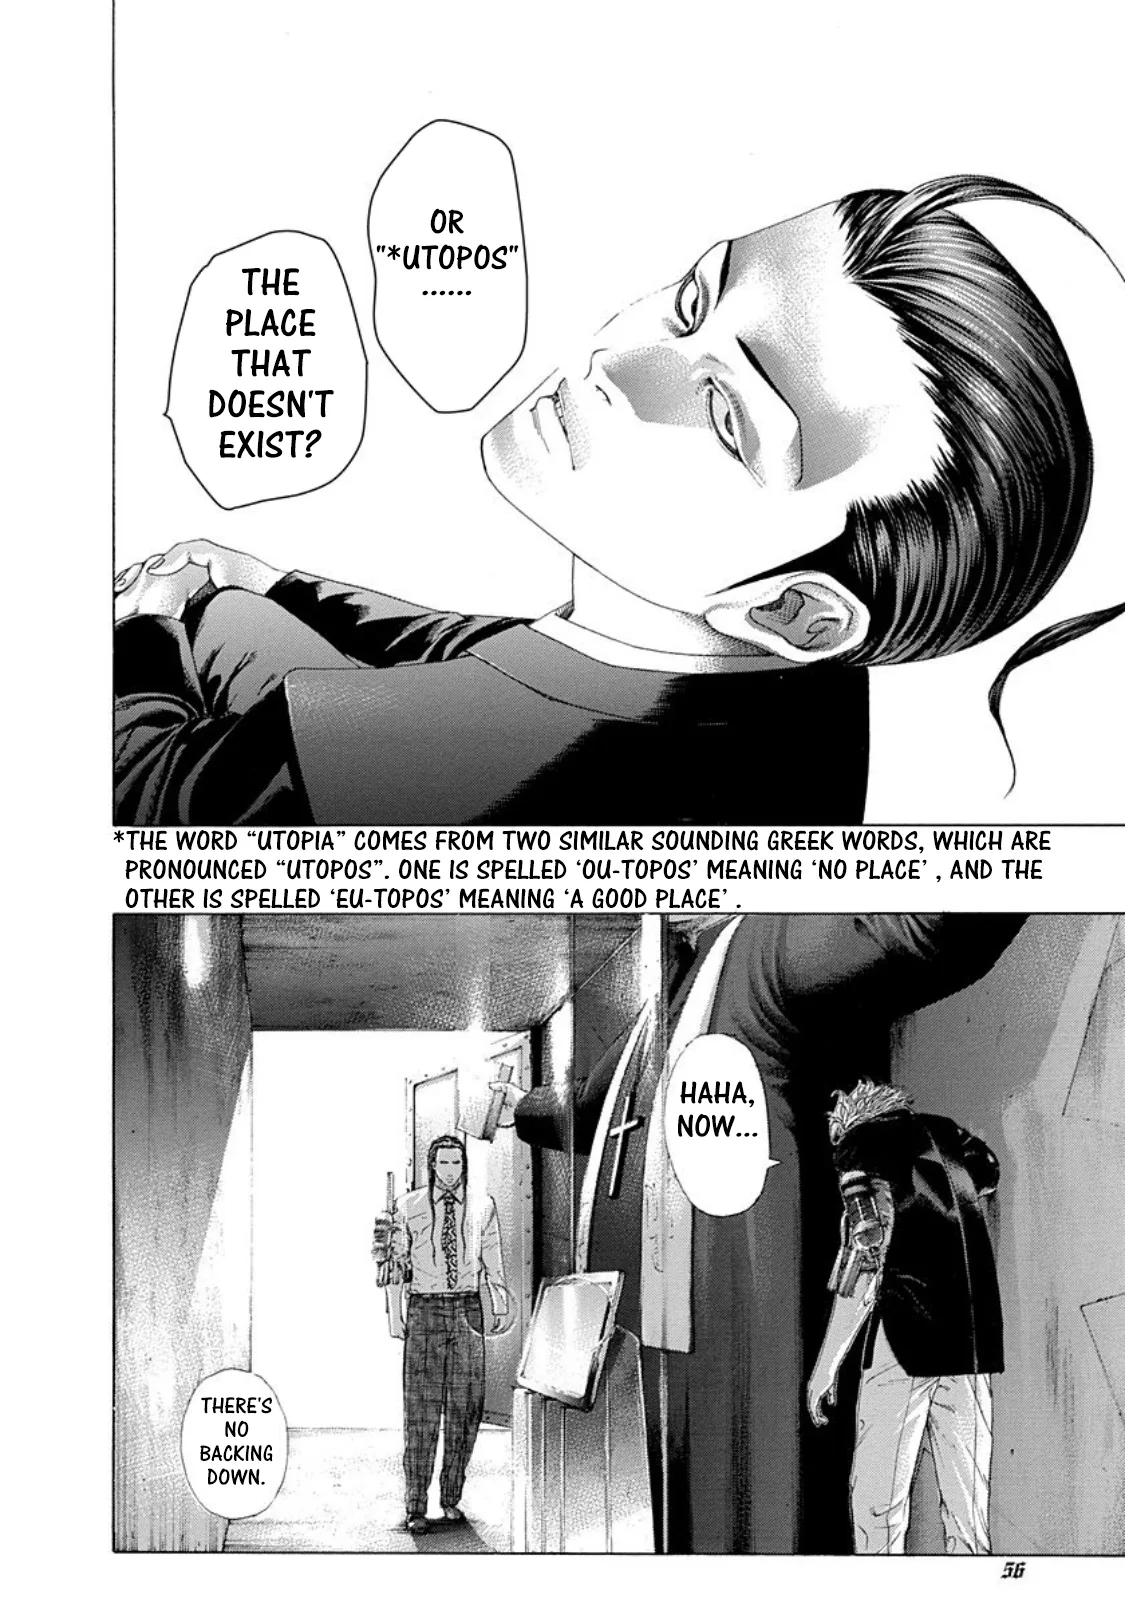 OR
"*UTOPOS"
......
THE
PLACE
THAT
DOESN'T
EXIST?
*THE WORD “UTOPIA” COMES FROM TWO SIMILAR SOUNDING GREEK WORDS, WHICH ARE
PRONOUNCED “UTOPOS”. ONE IS SPELLED ‘OU-TOPOS’ MEANING ‘NO PLACE’ , AND THE
OTHER IS SPELLED ‘EU-TOPOS’ MEANING ‘A GOOD PLACE’ .
HAHA,
NOW...
THERE'S
NO
BACKING
DOWN.
56